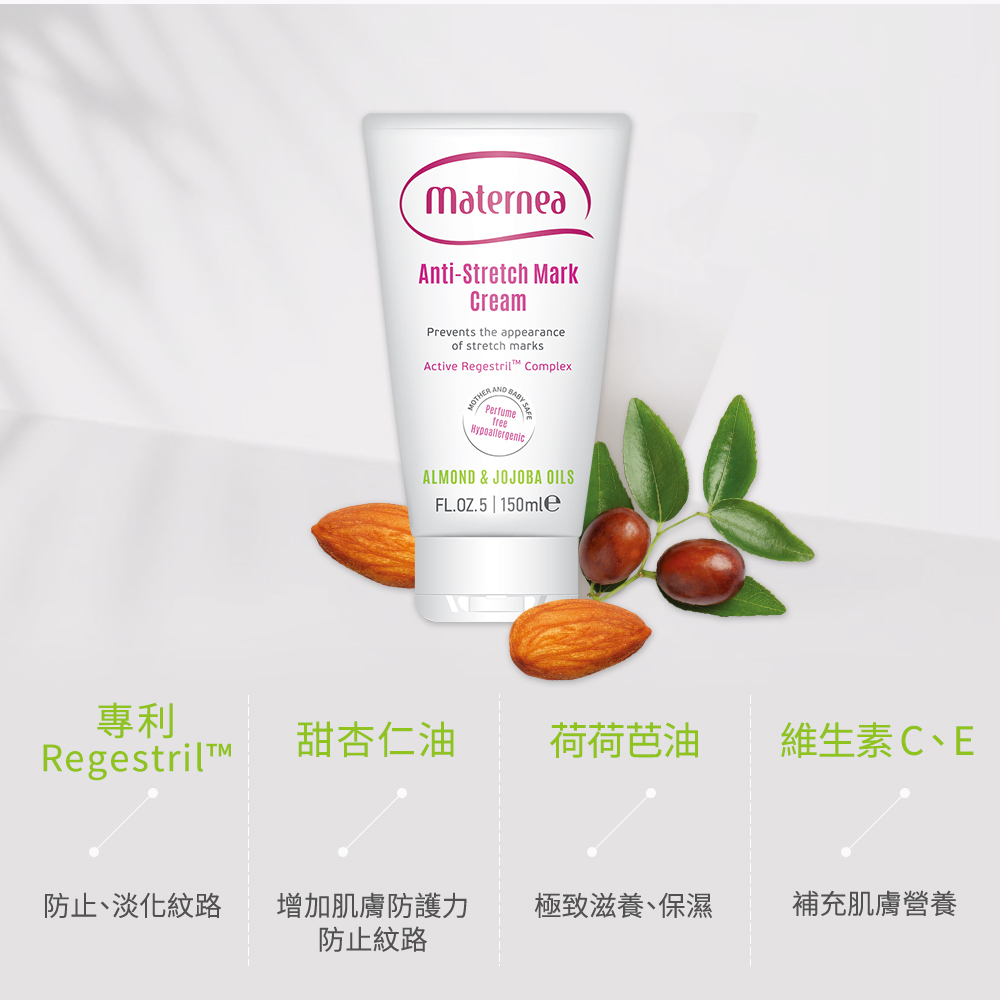 maternea
Anti-Stretch Mark
Cream
Prevents the appearance
of stretch marks
Active Regestril™ Complex
MOTHER AND BABY SAFE
Perfume
free
Hypoallergenic
ALMOND & JOJOBA OILS
FL.OZ.5 | 150ml℮
專利
Regestril™
甜杏仁油
荷荷芭油
維生素 C、E
防止、淡化紋路
增加肌膚防護力
防止紋路
極致滋養、保濕
補充肌膚營養